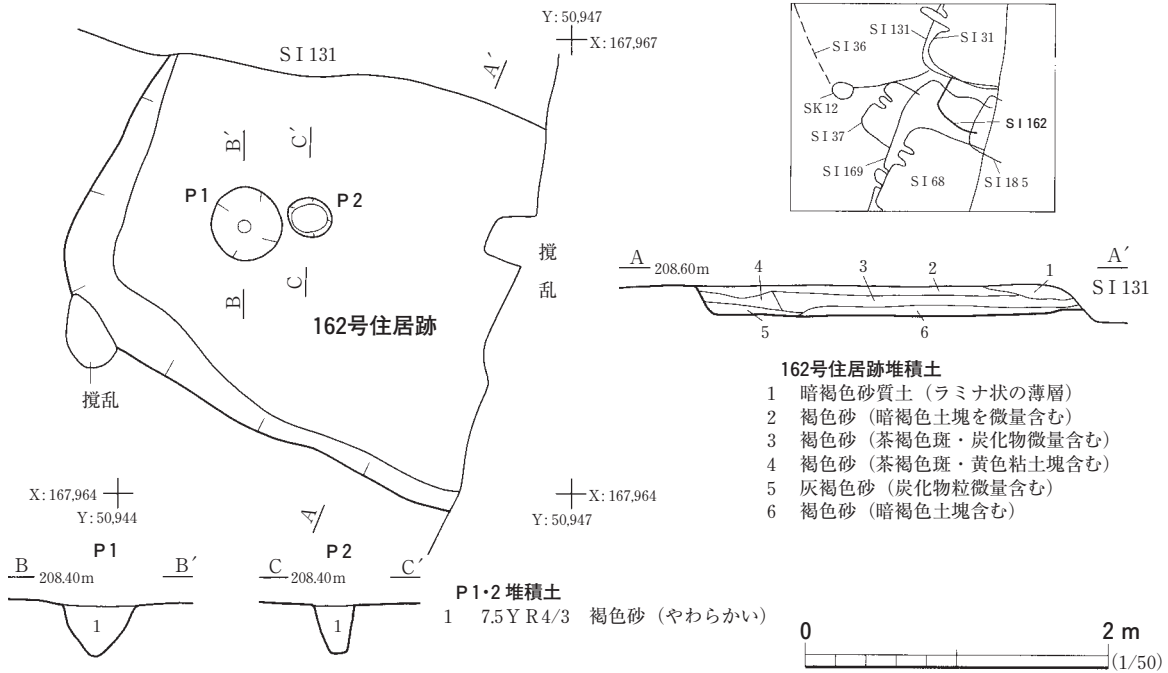 Y: 50,947
X: 167,967
S I 131
A′
B′
C′
P 1
P 2
B
C
撹
乱
162号住居跡
撹乱
X: 167,964
Y: 50,944
X: 167,964
Y: 50,947
A
S I 131
S I 31
S I 36
SK12
S I 37
S I 162
S I 169
S I 68
S I 18 5
A 208.60m
4
3
2
1
A′
S I 131
5
6
162号住居跡堆積土
1 暗褐色砂質土（ラミナ状の薄層）
2 褐色砂（暗褐色土塊を微量含む）
3 褐色砂（茶褐色斑・炭化物微量含む）
4 褐色砂（茶褐色斑・黄色粘土塊含む）
5 灰褐色砂（炭化物粒微量含む）
6 褐色砂（暗褐色土塊含む）
P 1
B 208.40m
B′
1
P 2
C 208.40m
C′
1
P 1・2 堆積土
1 7.5 Y R 4/3 褐色砂（やわらかい）
0 2 m
(1/50)